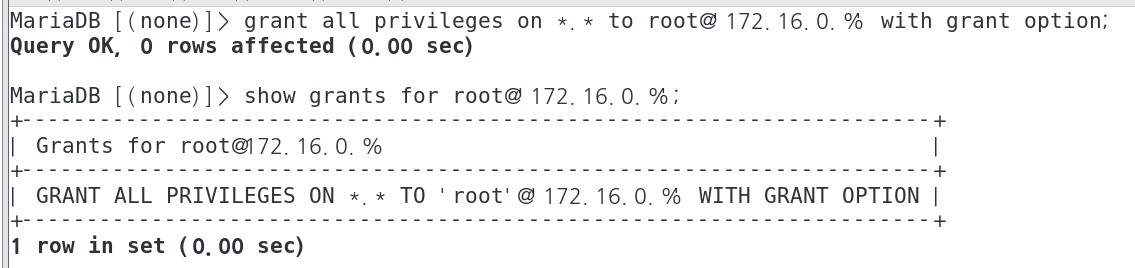 MariaDB [(none)]> grant all privileges on *.* to root@'172.16.0.%' with grant option;
Query OK, 0 rows affected (0.00 sec)
MariaDB [(none)]> show grants for root@'172.16.0.%';
+----------------------------------------------------------------------+
| Grants for root@172.16.0.% |
+----------------------------------------------------------------------+
| GRANT ALL PRIVILEGES ON *.* TO 'root'@'172.16.0.%' WITH GRANT OPTION |
+----------------------------------------------------------------------+
1 row in set (0.00 sec)